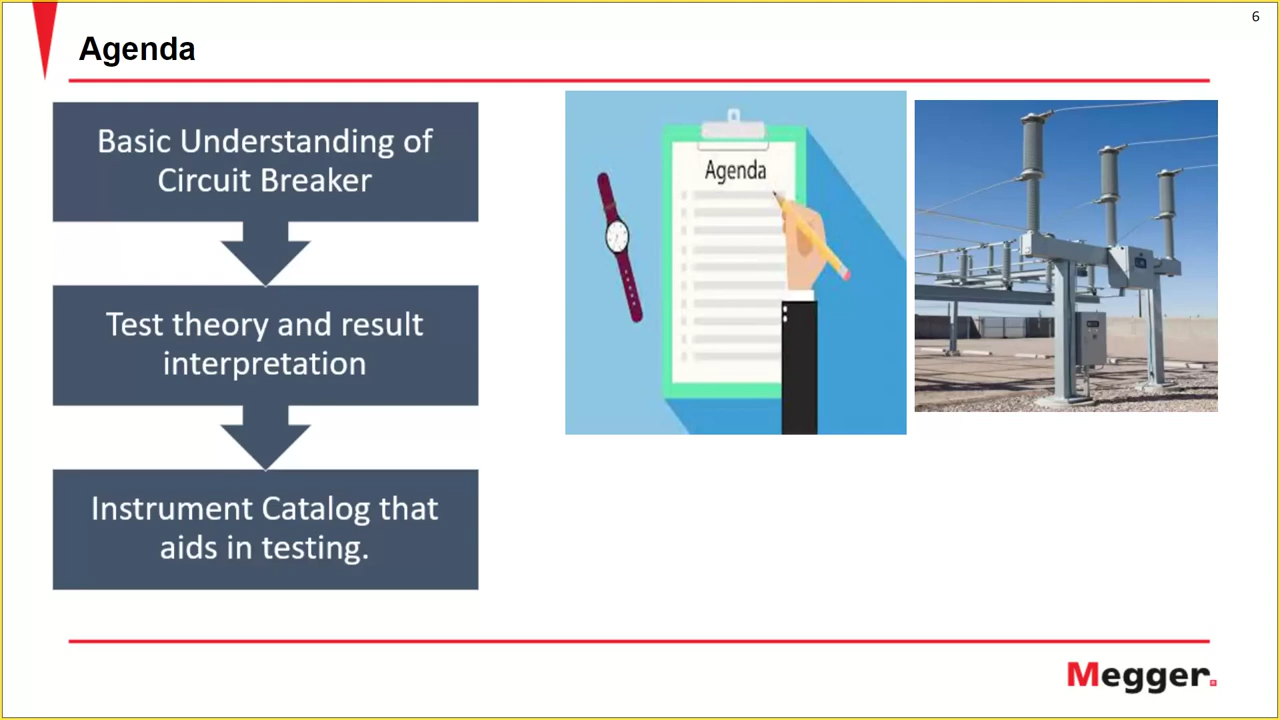 6
Agenda
Basic Understanding of
Circuit Breaker
Test theory and result
interpretation
Instrument Catalog that
aids in testing.
Agenda
Megger.